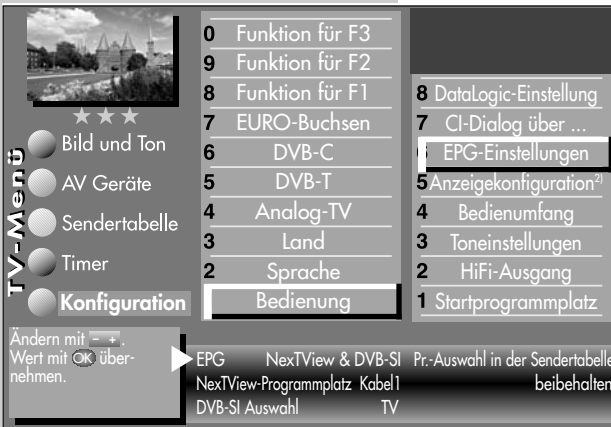 TV-Menü
Bild und Ton
AV Geräte
Sendertabelle
Timer
Konfiguration
0 Funktion für F3
9 Funktion für F2
8 Funktion für F1
7 EURO-Buchsen
6 DVB-C
5 DVB-T
4 Analog-TV
3 Land
2 Sprache
Bedienung
8 DataLogic-Einstellung
7 CI-Dialog über ...
EPG-Einstellungen
5 Anzeigekonfiguration2)
4 Bedienumfang
3 Toneinstellungen
2 HiFi-Ausgang
1 Startprogrammplatz
Ändern mit - + .
Wert mit OK über-
nehmen.
EPG NexTView & DVB-SI Pr.-Auswahl in der Sendertabelle
NexTView-Programmplatz Kabel1 beibehalten
DVB-SI Auswahl TV